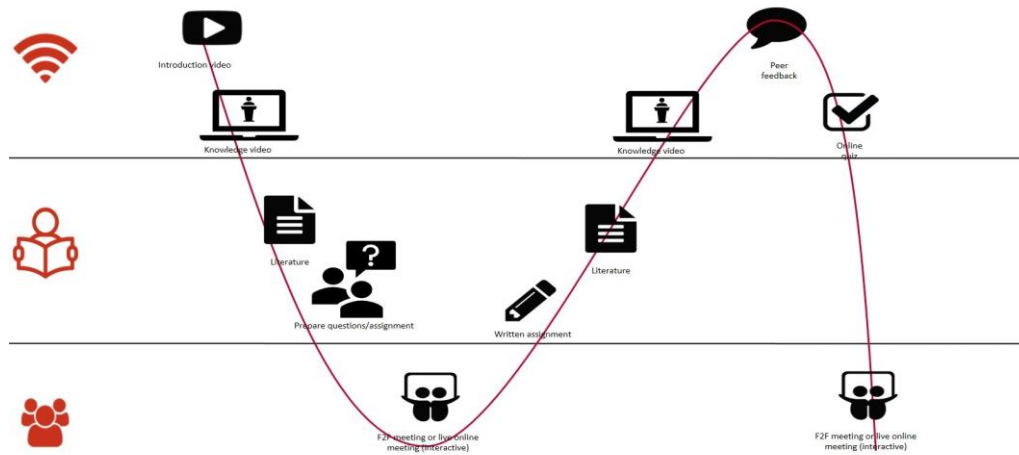 Introduction video
Knowledge video
Literature
Prepare questions/assignment
F2F meeting or live online
meeting (interactive)
Written assignment
Literature
Knowledge video
Peer
feedback
Online
quiz
F2F meeting or live online
meeting (interactive)